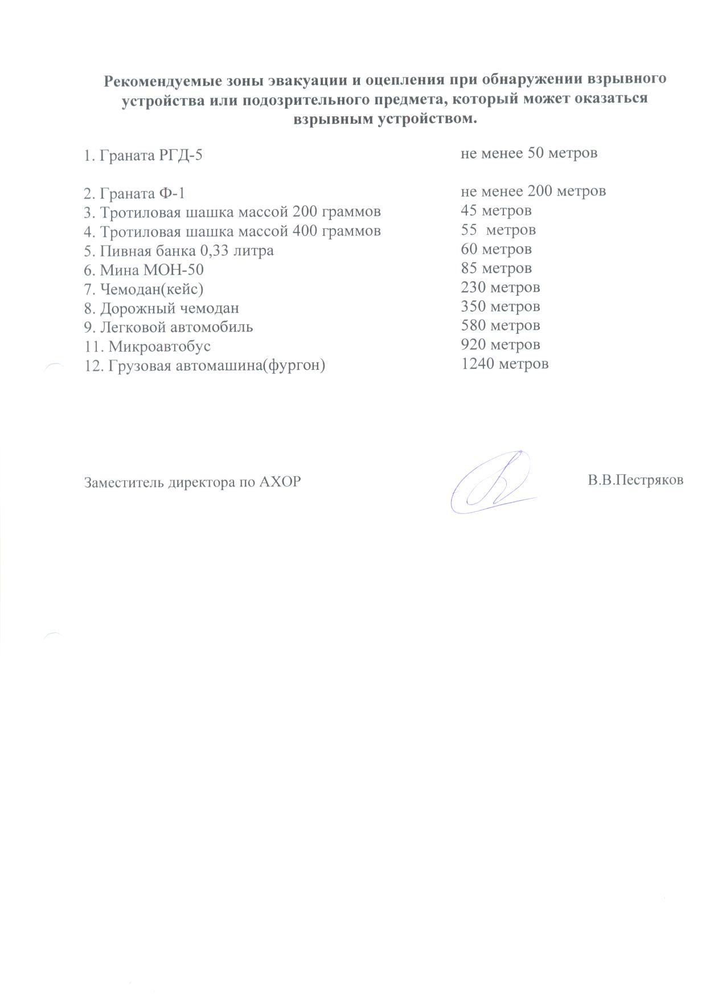 Рекомендуемые зоны эвакуации и оцепления при обнаружении взрывного
устройства или подозрительного предмета, который может оказаться
взрывным устройством.
1. Граната РГД-5 не менее 50 метров
2. Граната Ф-1 не менее 200 метров
3. Тротиловая шашка массой 200 граммов 45 метров
4. Тротиловая шашка массой 400 граммов 55 метров
5. Пивная банка 0,33 литра 60 метров
6. Мина МОН-50 85 метров
7. Чемодан(кейс) 230 метров
8. Дорожный чемодан 350 метров
9. Легковой автомобиль 580 метров
11. Микроавтобус 920 метров
12. Грузовая автомашина(фургон) 1240 метров
Заместитель директора по АХОР В.В.Пестряков